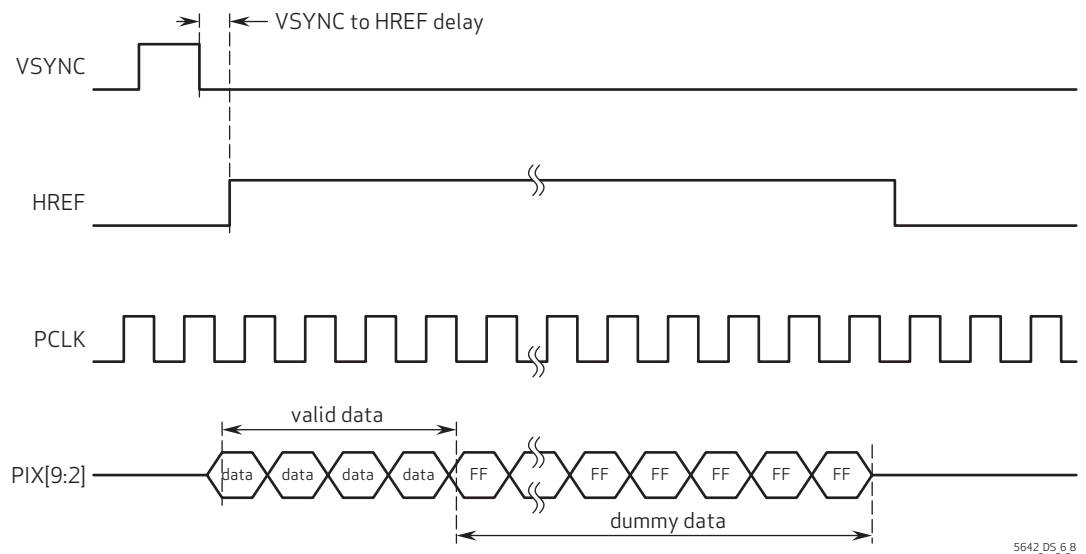 VSYNC to HREF delay
VSYNC
HREF
PCLK
valid data
PIX[9:2]
data data data data FF FF FF FF FF FF
dummy data
5642_DS_6_8